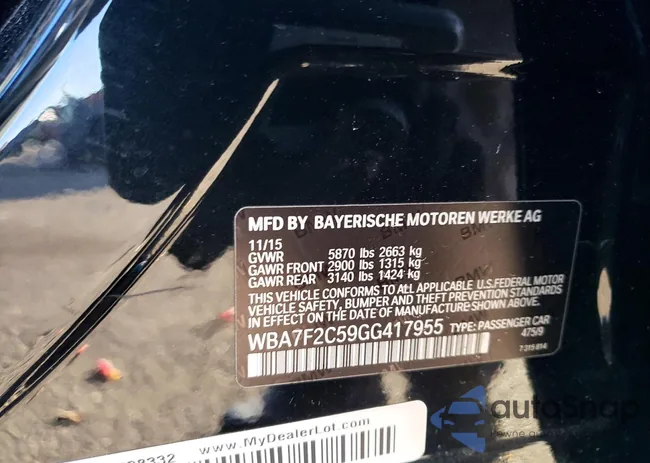 MFD BY BAYERISCHE MOTOREN WERKE AG
11/15
GVWR 5870 lbs 2663 kg
GAWR FRONT 2900 lbs 1315 kg
GAWR REAR 3140 lbs 1424 kg
THIS VEHICLE CONFORMS TO ALL APPLICABLE U.S.FEDERAL MOTOR
VEHICLE SAFETY, BUMPER AND THEFT PREVENTION STANDARDS
IN EFFECT ON THE DATE OF MANUFACTURE SHOWN ABOVE.
WBA7F2C59GG417955 TYPE: PASSENGER CAR
475/9
7 315 814
autoSnap
www.MyDealerLot.com